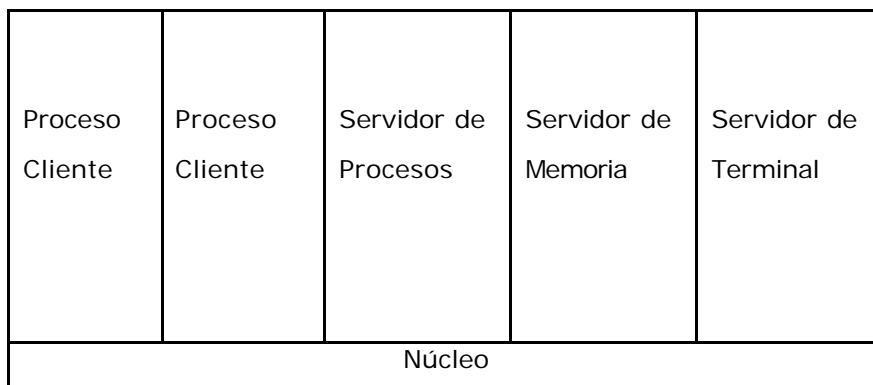 Proceso
Cliente
Proceso
Cliente
Servidor de
Procesos
Servidor de
Memoria
Servidor de
Terminal
Núcleo